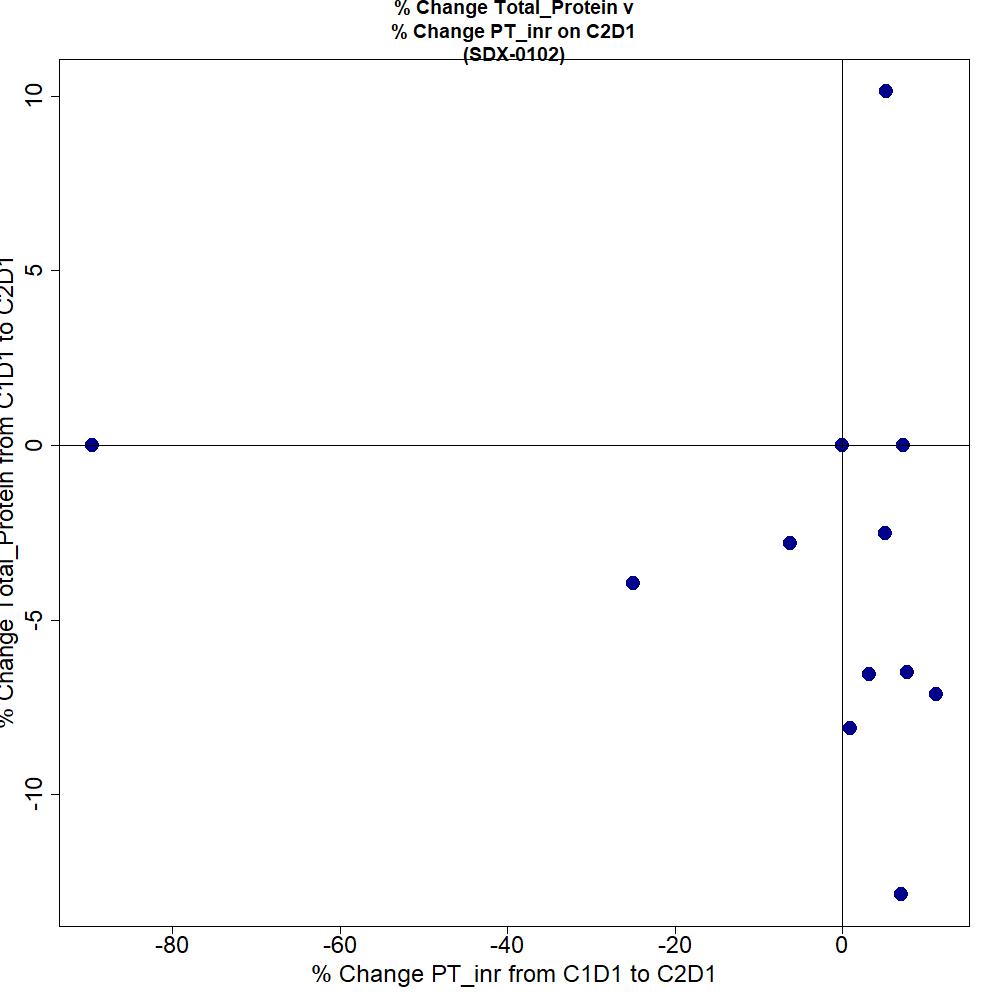 % Change Total_Protein v
% Change PT_inr on C2D1
(SDX-0102)
% Change Total_Protein from C1D1 to C2D1
10
5
0
-5
-10
-80
-60
-40
-20
0
% Change PT_inr from C1D1 to C2D1